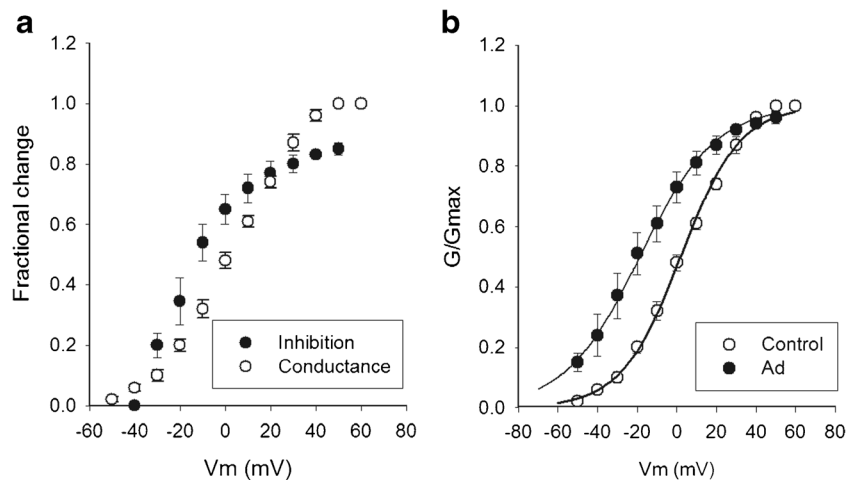 a
1.2
1.0
0.8
0.6
0.4
0.2
0.0
Fractional change
-60 -40 -20 0 20 40 60 80
Vm (mV)
Inhibition
Conductance
b
1.2
1.0
0.8
0.6
0.4
0.2
0.0
G/Gmax
-80 -60 -40 -20 0 20 40 60 80
Vm (mV)
Control
Ad